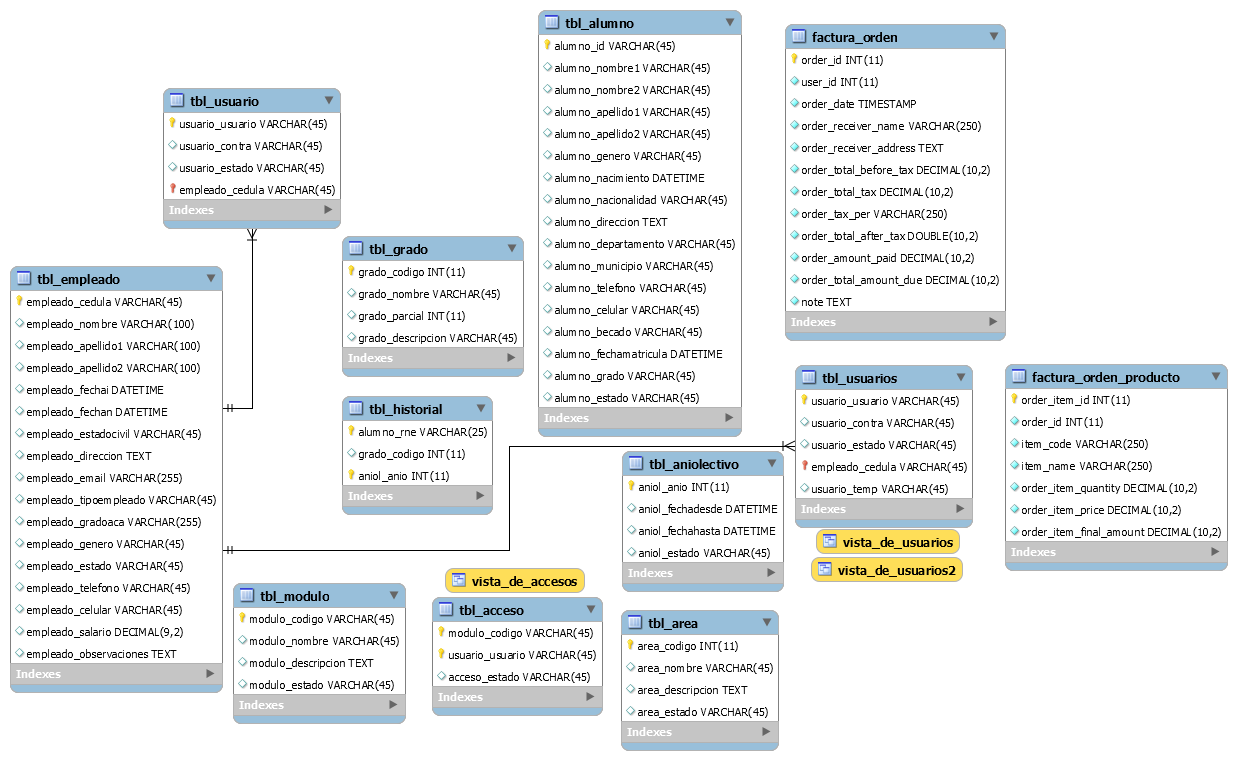 tbl_alumno
alumno_id VARCHAR(45)
alumno_nombre1 VARCHAR(45)
alumno_nombre2 VARCHAR(45)
alumno_apellido1 VARCHAR(45)
alumno_apellido2 VARCHAR(45)
alumno_genero VARCHAR(45)
alumno_nacimiento DATETIME
alumno_nacionalidad VARCHAR(45)
alumno_direccion TEXT
alumno_departamento VARCHAR(45)
alumno_municipio VARCHAR(45)
alumno_telefono VARCHAR(45)
alumno_celular VARCHAR(45)
alumno_becado VARCHAR(45)
alumno_fechamatricula DATETIME
alumno_grado VARCHAR(45)
alumno_estado VARCHAR(45)
Indexes
factura_orden
order_id INT(11)
user_id INT(11)
order_date TIMESTAMP
order_receiver_name VARCHAR(250)
order_receiver_address TEXT
order_total_before_tax DECIMAL(10,2)
order_total_tax DECIMAL(10,2)
order_tax_per VARCHAR(250)
order_total_after_tax DOUBLE(10,2)
order_amount_paid DECIMAL(10,2)
order_total_amount_due DECIMAL(10,2)
note TEXT
Indexes
tbl_usuario
usuario_usuario VARCHAR(45)
usuario_contra VARCHAR(45)
usuario_estado VARCHAR(45)
empleado_cedula VARCHAR(45)
Indexes
tbl_grado
grado_codigo INT(11)
grado_nombre VARCHAR(45)
grado_parcial INT(11)
grado_descripcion VARCHAR(45)
Indexes
tbl_empleado
empleado_cedula VARCHAR(45)
empleado_nombre VARCHAR(100)
empleado_apellido1 VARCHAR(100)
empleado_apellido2 VARCHAR(100)
empleado_fechai DATETIME
empleado_fechan DATETIME
empleado_estadocivil VARCHAR(45)
empleado_direccion TEXT
empleado_email VARCHAR(255)
empleado_tipoempleado VARCHAR(45)
empleado_gradoaca VARCHAR(255)
empleado_genero VARCHAR(45)
empleado_estado VARCHAR(45)
empleado_telefono VARCHAR(45)
empleado_celular VARCHAR(45)
empleado_salario DECIMAL(9,2)
empleado_observaciones TEXT
Indexes
tbl_historial
alumno_rne VARCHAR(25)
grado_codigo INT(11)
aniol_anio INT(11)
Indexes
tbl_usuarios
usuario_usuario VARCHAR(45)
usuario_contra VARCHAR(45)
usuario_estado VARCHAR(45)
empleado_cedula VARCHAR(45)
usuario_temp VARCHAR(45)
Indexes
factura_orden_producto
order_item_id INT(11)
order_id INT(11)
item_code VARCHAR(250)
item_name VARCHAR(250)
order_item_quantity DECIMAL(10,2)
order_item_price DECIMAL(10,2)
order_item_final_amount DECIMAL(10,2)
Indexes
tbl_aniolectivo
aniol_anio INT(11)
aniol_fechadesde DATETIME
aniol_fechahasta DATETIME
aniol_estado VARCHAR(45)
Indexes
vista_de_usuarios
vista_de_usuarios2
tbl_modulo
modulo_codigo VARCHAR(45)
modulo_nombre VARCHAR(45)
modulo_descripcion TEXT
modulo_estado VARCHAR(45)
Indexes
vista_de_accesos
tbl_acceso
modulo_codigo VARCHAR(45)
usuario_usuario VARCHAR(45)
acceso_estado VARCHAR(45)
Indexes
tbl_area
area_codigo INT(11)
area_nombre VARCHAR(45)
area_descripcion TEXT
area_estado VARCHAR(45)
Indexes